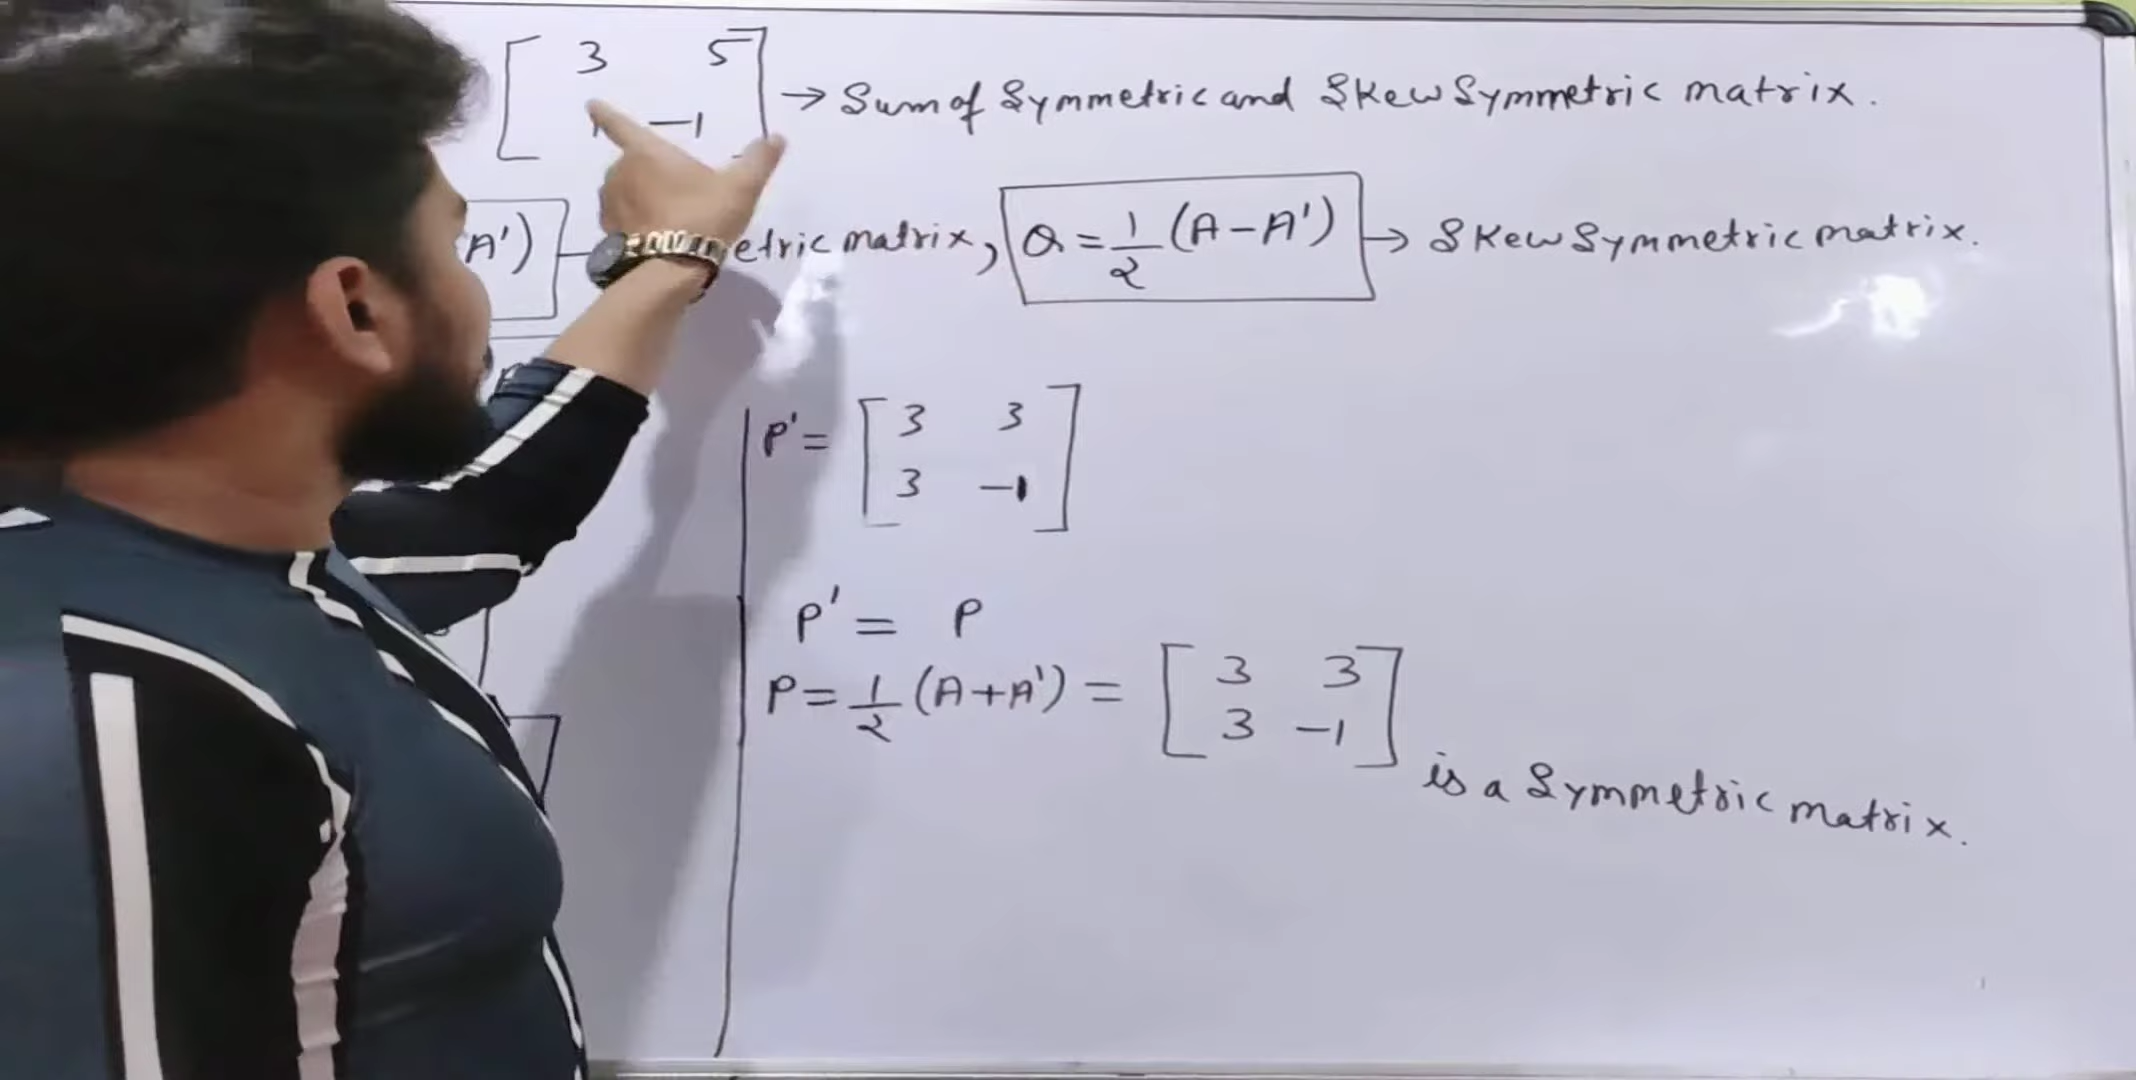 [ 3 5 → Sum of Symmetric and Skew Symmetric matrix.
1 -1 ]
A') matrix, Q = 1/2 (A - A') → Skew Symmetric matrix.
P' = [ 3 3
3 -1 ]
P' = P
P = 1/2 (A + A') = [ 3 3
3 -1 ]
is a Symmetric matrix.